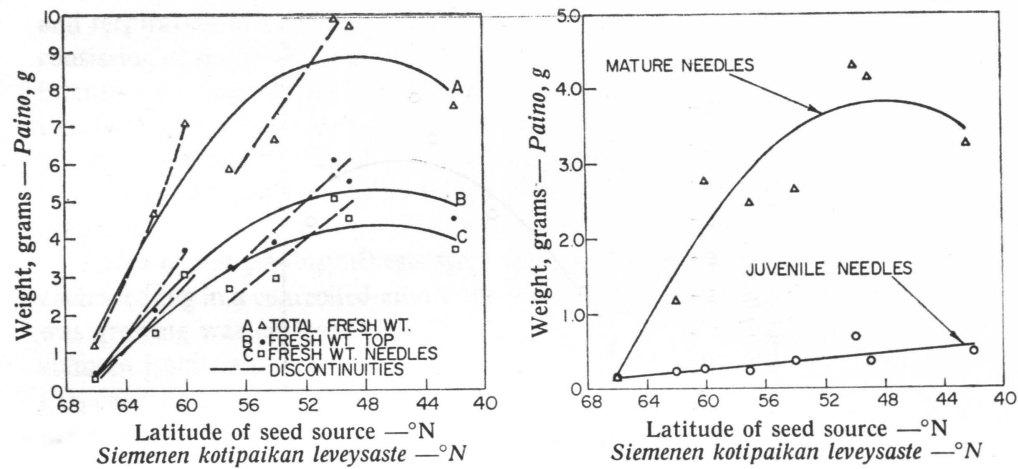 10
9
8
7
6
5
4
3
2
1
0
Weight, grams — Paino, g
A
B
C
A △ TOTAL FRESH WT.
B • FRESH WT. TOP
C □ FRESH WT. NEEDLES
— — DISCONTINUITIES
68 64 60 56 52 48 44 40
Latitude of seed source —°N
Siemenen kotipaikan leveysaste —°N
5.0
4.0
3.0
2.0
1.0
0
Weight, grams — Paino, g
MATURE NEEDLES
JUVENILE NEEDLES
68 64 60 56 52 48 44 40
Latitude of seed source —°N
Siemenen kotipaikan leveysaste —°N